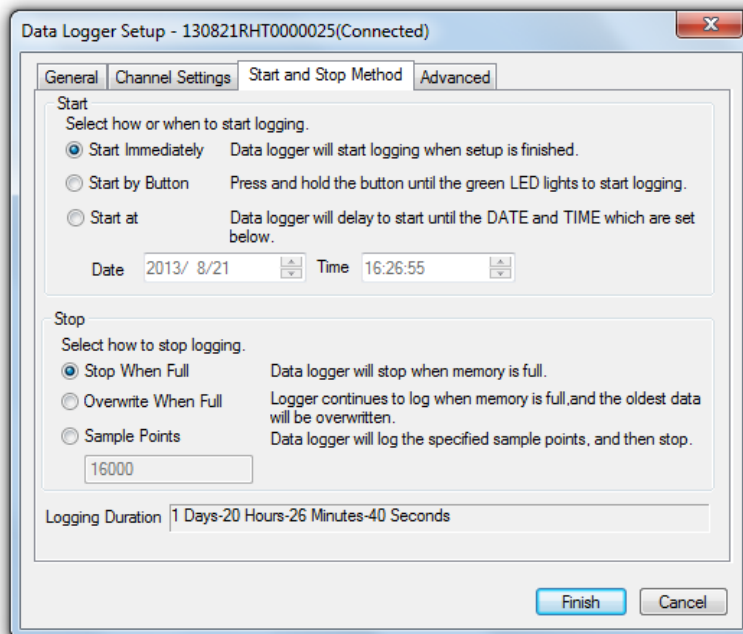 Data Logger Setup - 130821RHT0000025(Connected)
General Channel Settings Start and Stop Method Advanced
Start
Select how or when to start logging.
Start Immediately Data logger will start logging when setup is finished.
Start by Button Press and hold the button until the green LED lights to start logging.
Start at Data logger will delay to start until the DATE and TIME which are set
below.
Date 2013/ 8/21 Time 16:26:55
Stop
Select how to stop logging.
Stop When Full Data logger will stop when memory is full.
Overwrite When Full Logger continues to log when memory is full,and the oldest data
will be overwritten.
Sample Points Data logger will log the specified sample points, and then stop.
16000
Logging Duration 1 Days-20 Hours-26 Minutes-40 Seconds
Finish Cancel